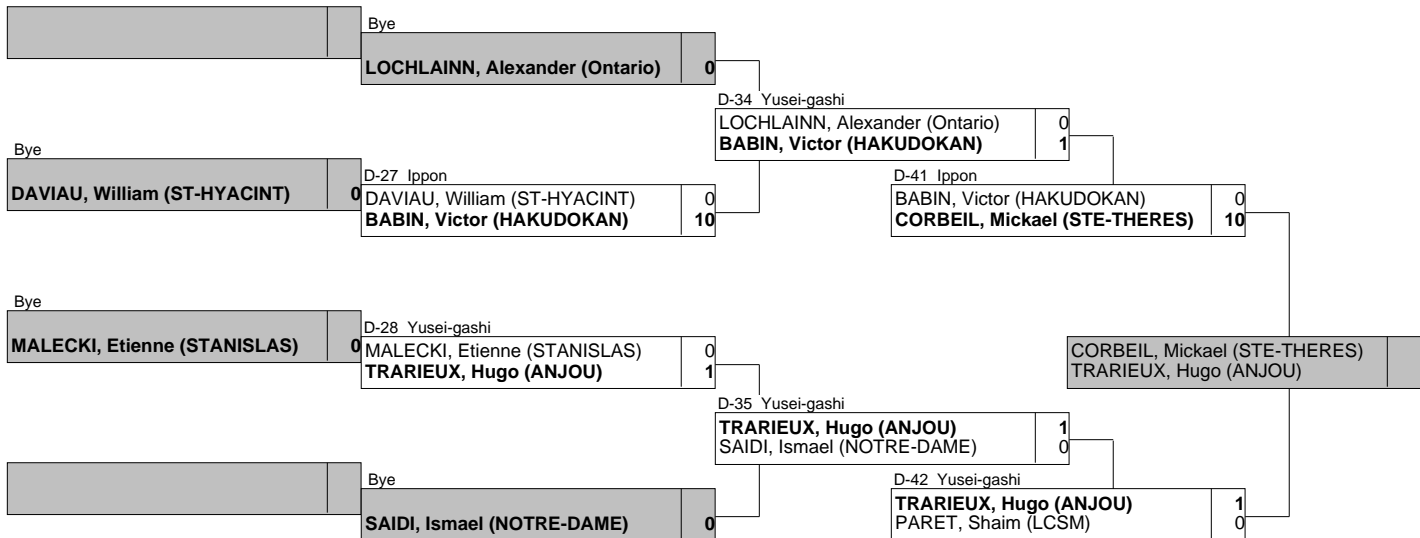 Bye
LOCHLAINN, Alexander (Ontario) 0
D-34 Yusei-gashi
LOCHLAINN, Alexander (Ontario) 0
BABIN, Victor (HAKUDOKAN) 1
Bye
DAVIAU, William (ST-HYACINT) 0
D-27 Ippon
DAVIAU, William (ST-HYACINT) 0
BABIN, Victor (HAKUDOKAN) 10
D-41 Ippon
BABIN, Victor (HAKUDOKAN) 0
CORBEIL, Mickael (STE-THERES) 10
Bye
MALECKI, Etienne (STANISLAS) 0
D-28 Yusei-gashi
MALECKI, Etienne (STANISLAS) 0
TRARIEUX, Hugo (ANJOU) 1
CORBEIL, Mickael (STE-THERES)
TRARIEUX, Hugo (ANJOU)
D-35 Yusei-gashi
TRARIEUX, Hugo (ANJOU) 1
SAIDI, Ismael (NOTRE-DAME) 0
Bye
SAIDI, Ismael (NOTRE-DAME) 0
D-42 Yusei-gashi
TRARIEUX, Hugo (ANJOU) 1
PARET, Shaim (LCSM) 0